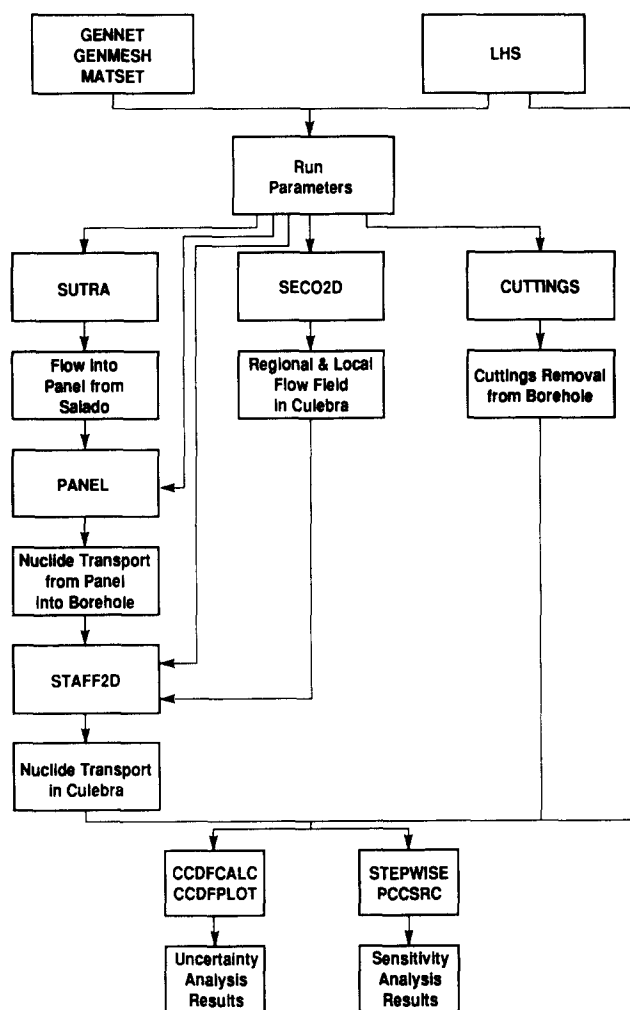 GENNET
GENMESH
MATSET
LHS
Run
Parameters
SUTRA
SECO2D
CUTTINGS
Flow into
Panel from
Salado
Regional & Local
Flow Field
in Culebra
Cuttings Removal
from Borehole
PANEL
Nuclide Transport
from Panel
into Borehole
STAFF2D
Nuclide Transport
in Culebra
CCDFCALC
CCDFPLOT
STEPWISE
PCCSRC
Uncertainty
Analysis
Results
Sensitivity
Analysis
Results